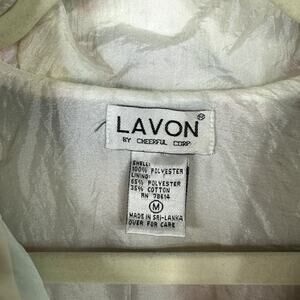 LAVON®
BY CHEERFUL CORP.
SHELL:
100% POLYESTER
LINING:
65% POLYESTER
35% COTTON
RN 78614
M
MADE IN SRI-LANKA
OVER FOR CARE